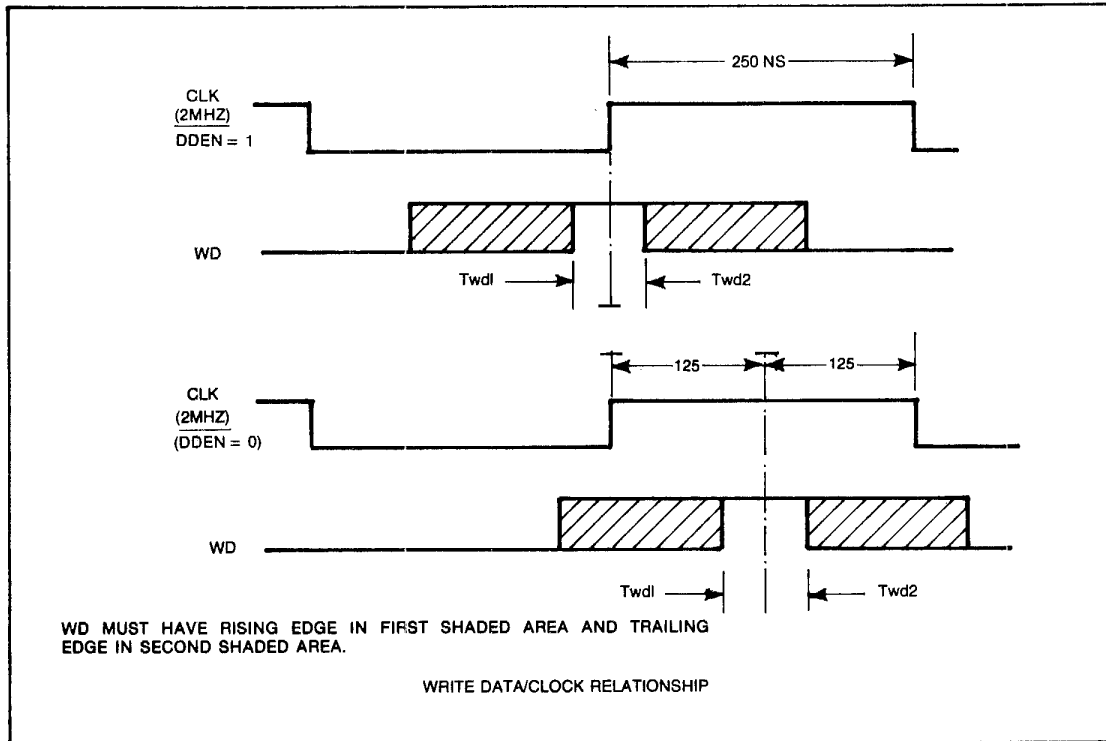 250 NS
CLK
(2MHZ)
DDEN = 1
WD
Twdl
Twd2
125
125
CLK
(2MHZ)
(DDEN = 0)
WD
Twdl
Twd2
WD MUST HAVE RISING EDGE IN FIRST SHADED AREA AND TRAILING
EDGE IN SECOND SHADED AREA.
WRITE DATA/CLOCK RELATIONSHIP